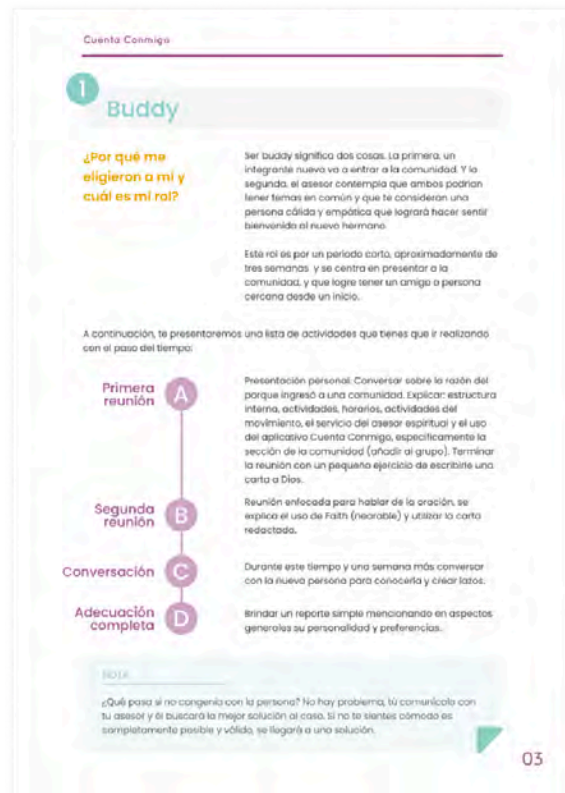 Cuenta Conmigo
1
Buddy
¿Por qué me
eligieron a mí y
cuál es mi rol?
Ser buddy significa dos cosas. La primera, un
integrante nuevo va a entrar a la comunidad. Y la
segunda, el asesor contempla que ambos podrían
tener temas en común y que te consideran una
persona cálida y empática que logrará hacer sentir
bienvenido al nuevo hermano.
Este rol es por un periodo corto, aproximadamente de
tres semanas y se centra en presentar a la
comunidad, y que logre tener un amigo o persona
cercana desde un inicio.
A continuación, te presentaremos una lista de actividades que tienes que ir realizando
con el paso del tiempo:
Primera
reunión
A
Presentación personal. Conversar sobre la razón del
porque ingresó a una comunidad. Explicar: estructura
interna, actividades, horarios, actividades del
movimiento, el servicio del asesor espiritual y el uso
del aplicativo Cuenta Conmigo, específicamente la
sección de la comunidad (añadir al grupo). Terminar
la reunión con un pequeño ejercicio de escribirle una
carta a Dios.
Segunda
reunión
B
Reunión enfocada para hablar de la oración, se
explica el uso de Faith (nearable) y utilizar la carta
redactada.
Conversación
C
Durante este tiempo y una semana más conversar
con la nueva persona para conocerla y crear lazos.
Adecuación
completa
D
Brindar un reporte simple mencionando en aspectos
generales su personalidad y preferencias.
NOTA
¿Qué pasa si no congenia con la persona? No hay problema, tú comunícalo con
tu asesor y él buscará la mejor solución al caso. Si no te sientes cómodo es
completamente posible y válido, se llegará a una solución.
03